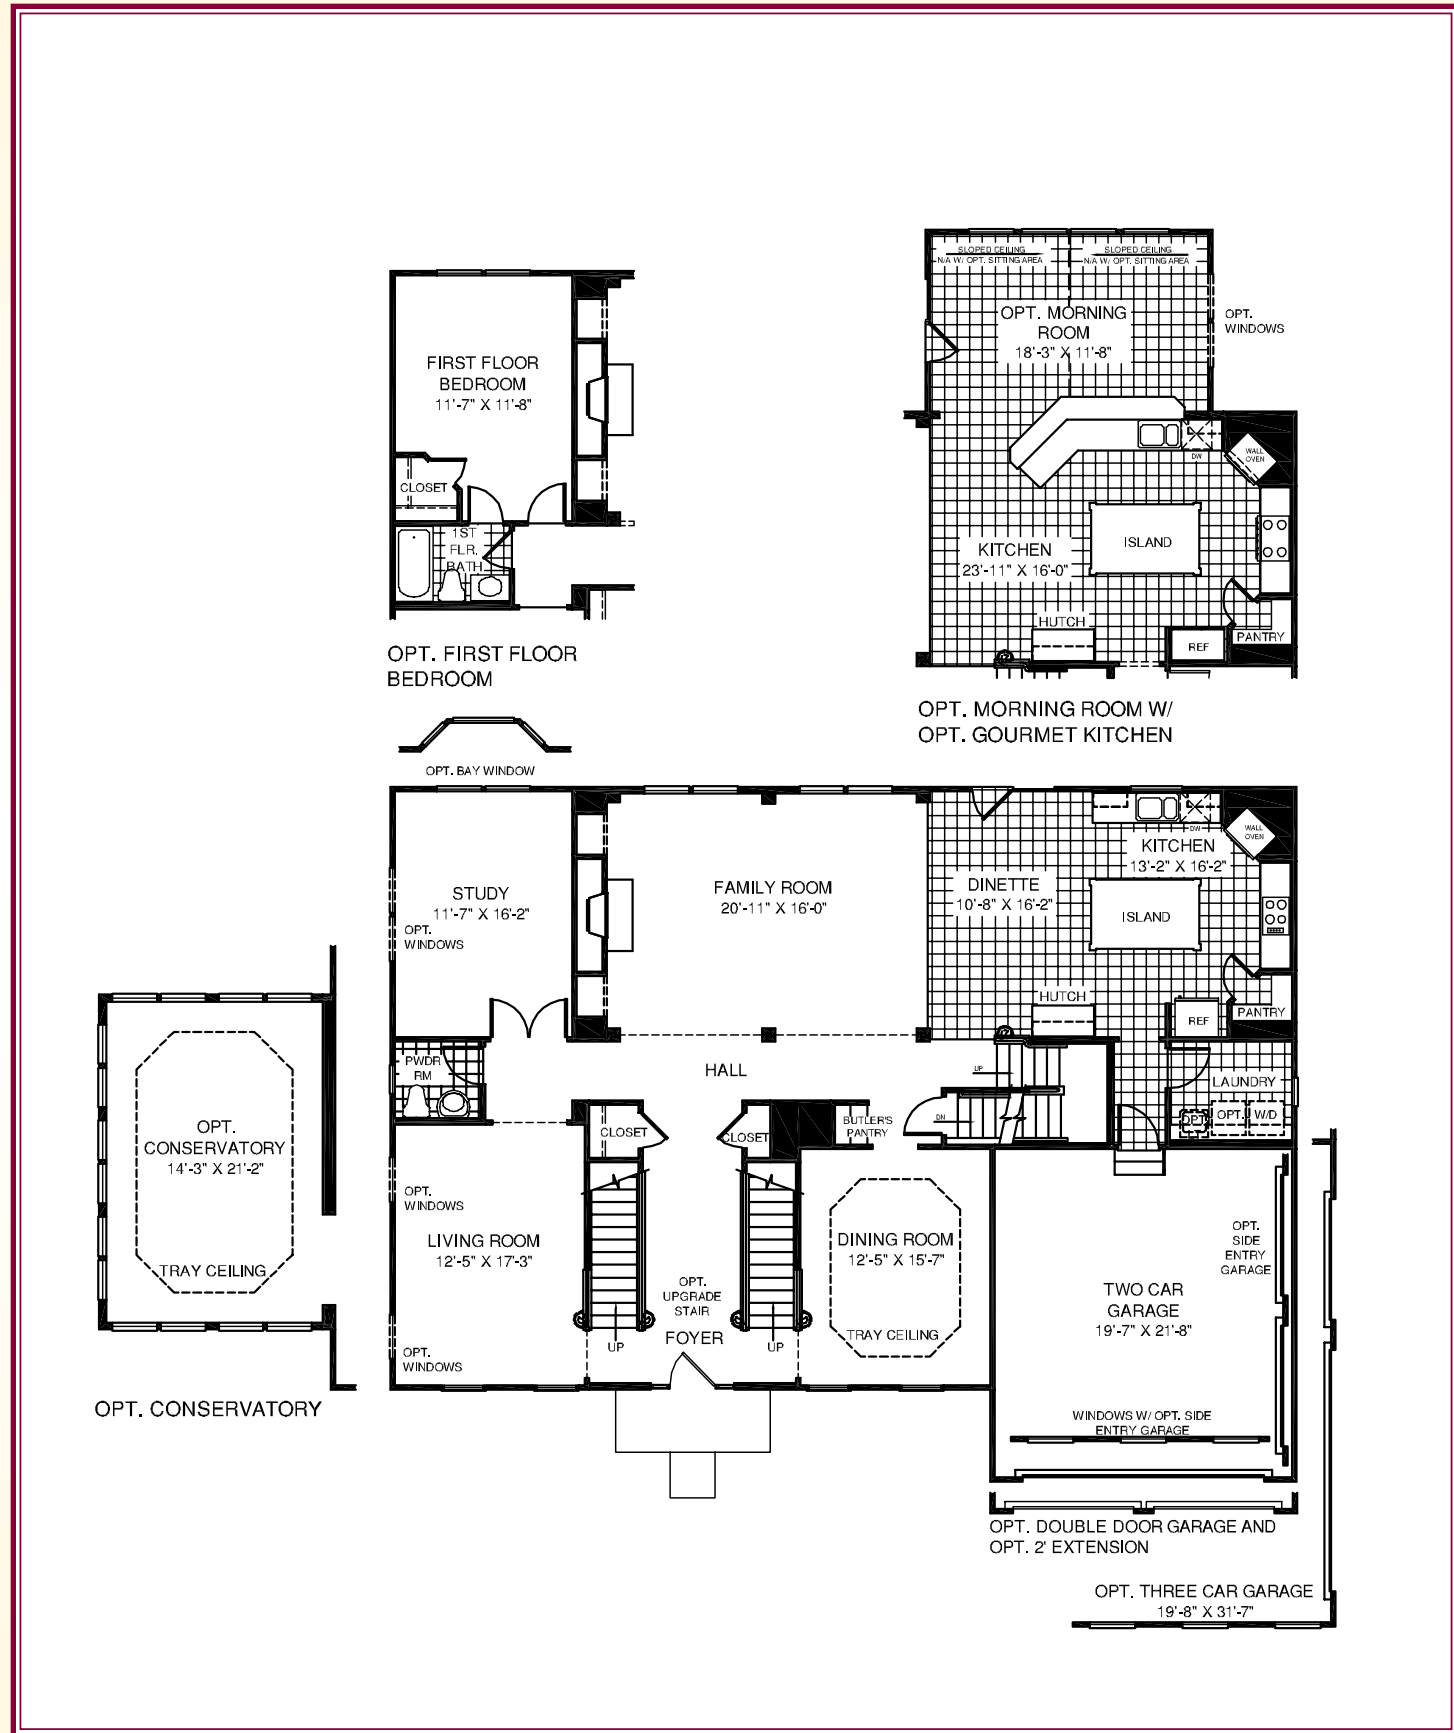 SLOPED CEILING
N/A W/ OPT. SITTING AREA
SLOPED CEILING
N/A W/ OPT. SITTING AREA
OPT. MORNING
ROOM
18'-3" X 11'-8"
OPT.
WINDOWS
FIRST FLOOR
BEDROOM
11'-7" X 11'-8"
CLOSET
1ST
FLR.
BATH
OPT. FIRST FLOOR
BEDROOM
DW
WALL
OVEN
ISLAND
KITCHEN
23'-11" X 16'-0"
HUTCH
REF
PANTRY
OPT. MORNING ROOM W/
OPT. GOURMET KITCHEN
OPT. BAY WINDOW
STUDY
11'-7" X 16'-2"
OPT.
WINDOWS
FAMILY ROOM
20'-11" X 16'-0"
DINETTE
10'-8" X 16'-2"
DW
WALL
OVEN
KITCHEN
13'-2" X 16'-2"
ISLAND
HUTCH
REF
PANTRY
PWDR
RM
HALL
UP
DN
LAUNDRY
OPT.
OPT.
W/D
CLOSET
CLOSET
BUTLER'S
PANTRY
OPT.
CONSERVATORY
14'-3" X 21'-2"
TRAY CEILING
OPT. CONSERVATORY
OPT.
WINDOWS
LIVING ROOM
12'-5" X 17'-3"
OPT.
WINDOWS
OPT.
UPGRADE
STAIR
FOYER
UP
UP
DINING ROOM
12'-5" X 15'-7"
TRAY CEILING
OPT.
SIDE
ENTRY
GARAGE
TWO CAR
GARAGE
19'-7" X 21'-8"
WINDOWS W/ OPT. SIDE
ENTRY GARAGE
OPT. DOUBLE DOOR GARAGE AND
OPT. 2' EXTENSION
OPT. THREE CAR GARAGE
19'-8" X 31'-7"